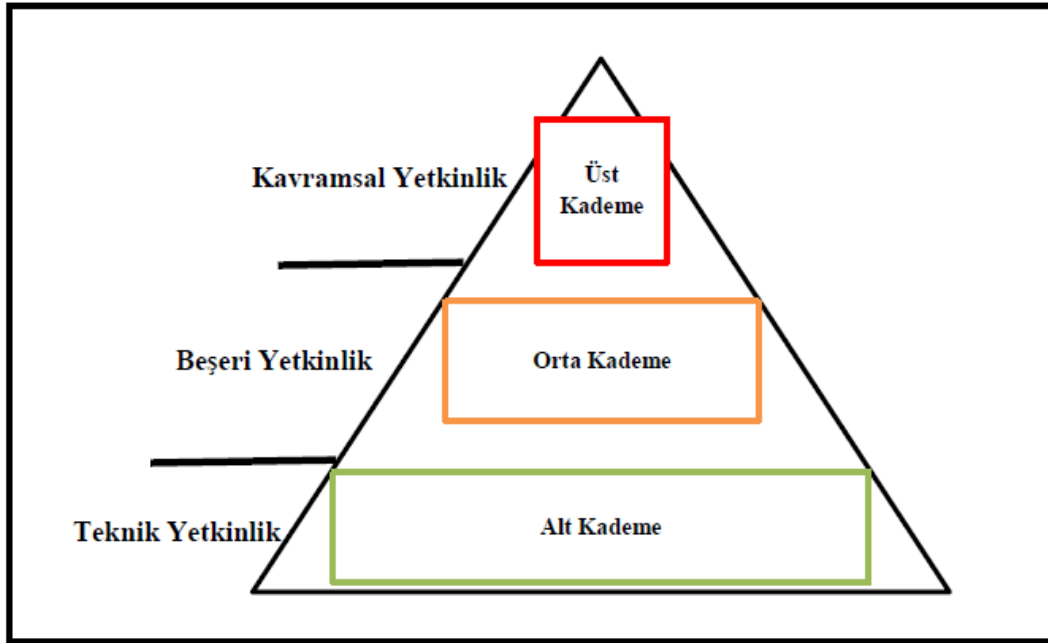 Kavramsal Yetkinlik
Üst
Kademe
Beşeri Yetkinlik
Orta Kademe
Teknik Yetkinlik
Alt Kademe